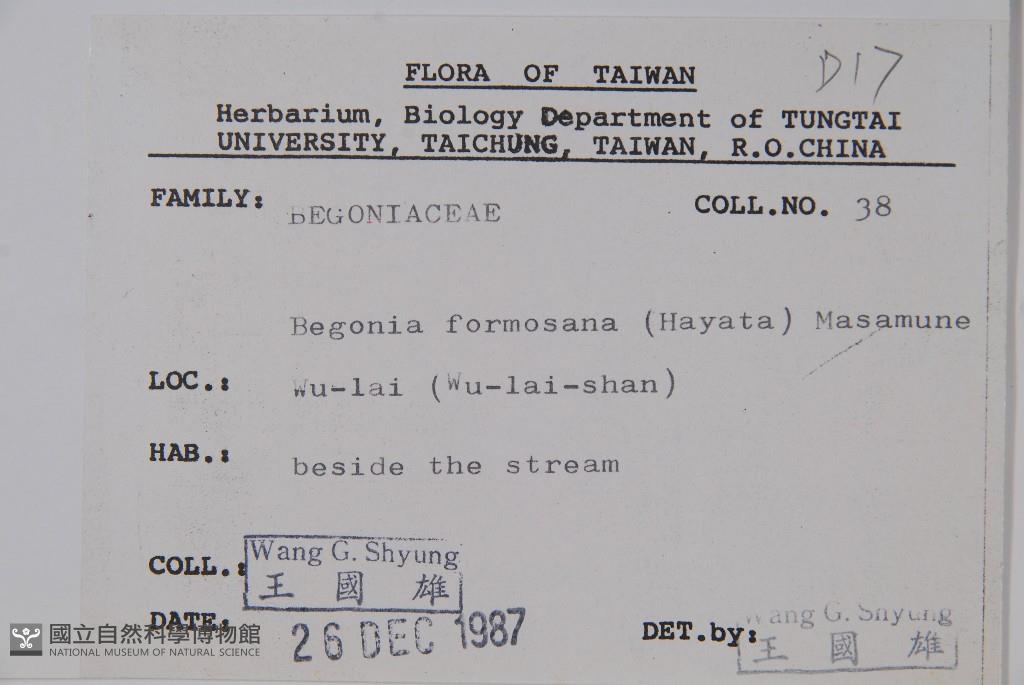 D17
FLORA OF TAIWAN
Herbarium, Biology Department of TUNGTAI
UNIVERSITY, TAICHUNG, TAIWAN, R.O.CHINA
FAMILY: BEGONIACEAE COLL.NO. 38
Begonia formosana (Hayata) Masamune
LOC.: Wu-lai (Wu-lai-shan)
HAB.: beside the stream
COLL.: Wang G. Shyung
王 國 雄
DATE: 26 DEC 1987
DET.by: Wang G. Shyung
王 國 雄
國立自然科學博物館
NATIONAL MUSEUM OF NATURAL SCIENCE